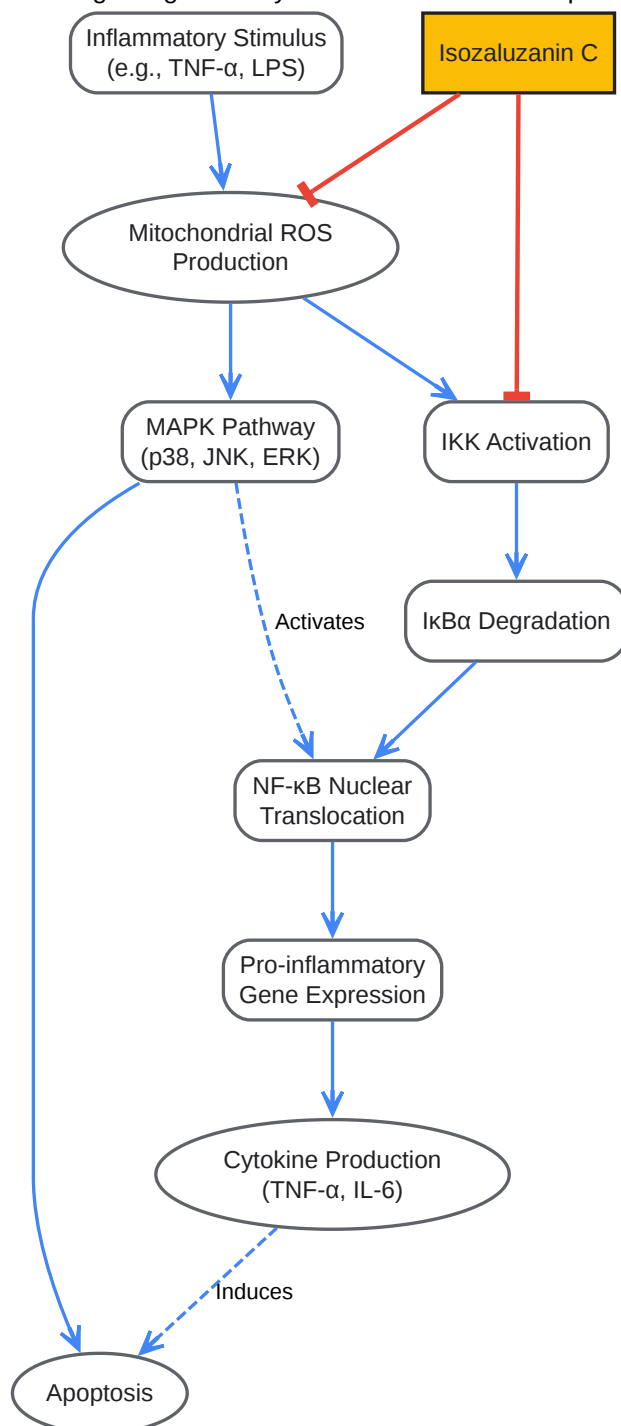 Inflammatory Stimulus
(e.g., TNF-α, LPS)
Isozaluzanin C
Mitochondrial ROS
Production
MAPK Pathway
(p38, JNK, ERK)
IKK Activation
Activates
IκBα Degradation
NF-κB Nuclear
Translocation
Pro-inflammatory
Gene Expression
Cytokine Production
(TNF-α, IL-6)
Induces
Apoptosis